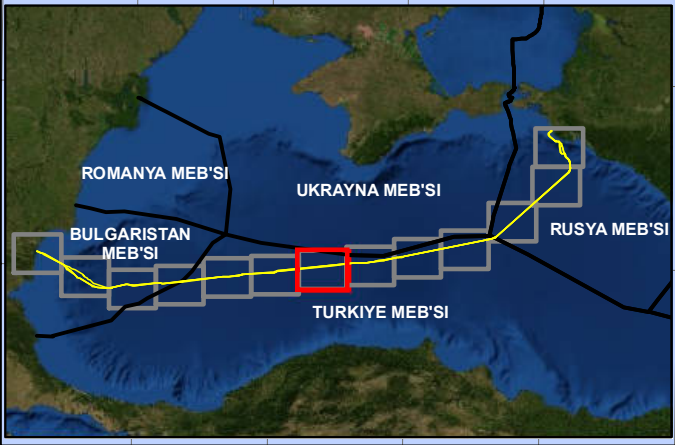 ROMANYA MEB'SI
UKRAYNA MEB'SI
BULGARISTAN
MEB'SI
RUSYA MEB'SI
TURKIYE MEB'SI